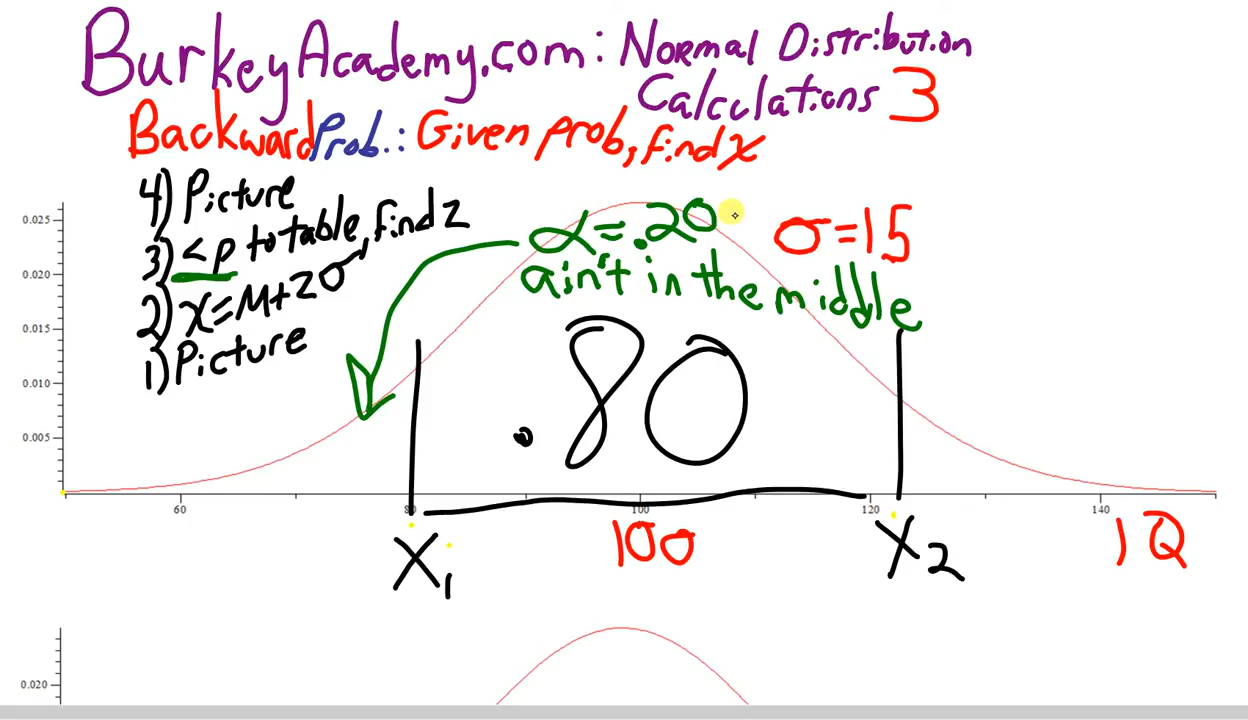 BurkeyAcademy.com: Normal Distribution
Calculations 3
Backward Prob.: Given prob, find x
4) Picture
3) <p to table, find z
2) x=M+zσ
1) Picture
α=.20
ain't in the middle
σ=15
.80
0.025
0.020
0.015
0.010
0.005
60
80
100
120
140
X1
100
X2
IQ
0.020